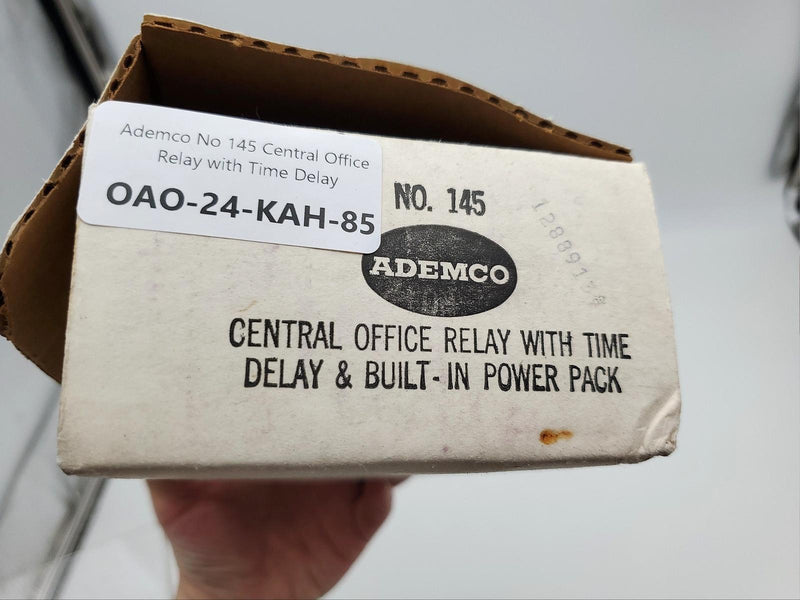 Ademco No 145 Central Office
Relay with Time Delay
OAO-24-KAH-85
NO. 145
ADEMCO
CENTRAL OFFICE RELAY WITH TIME
DELAY & BUILT-IN POWER PACK